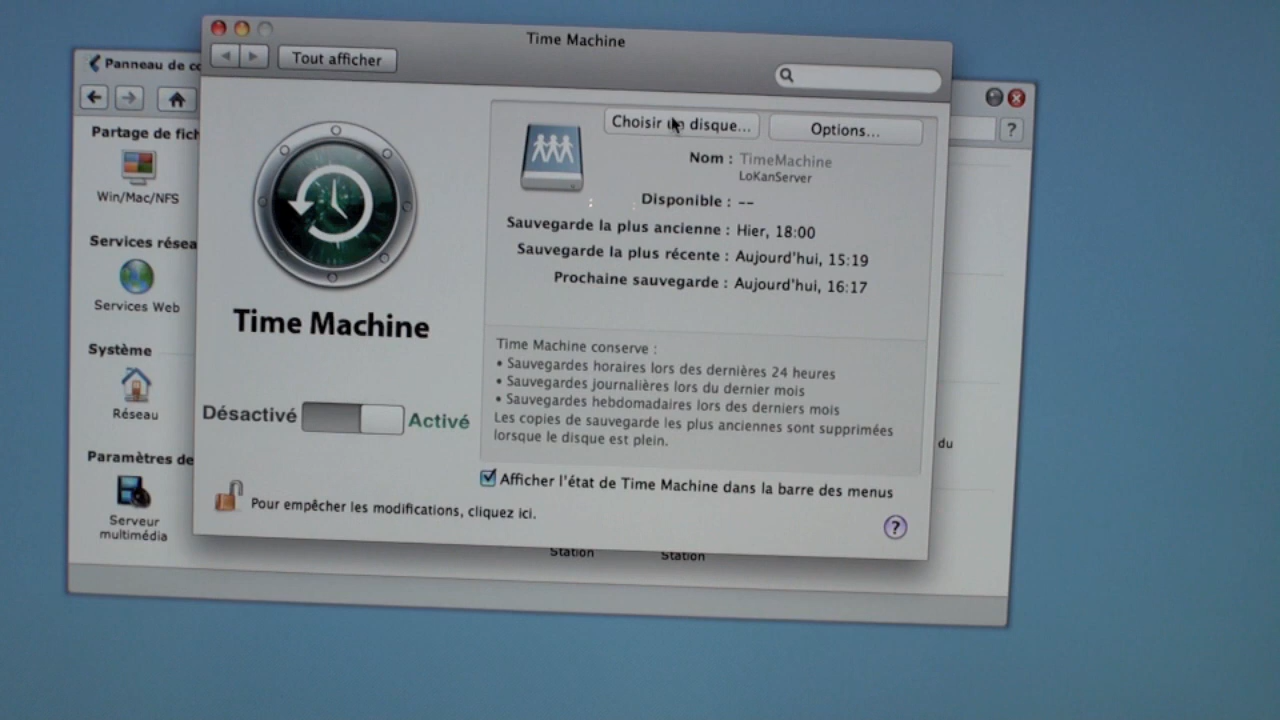 Time Machine
Tout afficher
Panneau de co
?
Partage de fich
Win/Mac/NFS
Services résea
Services Web
Système
Réseau
Paramètres de
Serveur
multimédia
Time Machine
Désactivé
Activé
Choisir un disque...
Options...
Nom : TimeMachine
LoKanServer
Disponible : --
Sauvegarde la plus ancienne : Hier, 18:00
Sauvegarde la plus récente : Aujourd'hui, 15:19
Prochaine sauvegarde : Aujourd'hui, 16:17
Time Machine conserve :
• Sauvegardes horaires lors des dernières 24 heures
• Sauvegardes journalières lors du dernier mois
• Sauvegardes hebdomadaires lors des derniers mois
Les copies de sauvegarde les plus anciennes sont supprimées
lorsque le disque est plein.
Afficher l'état de Time Machine dans la barre des menus
Pour empêcher les modifications, cliquez ici.
?
du
Station
Station